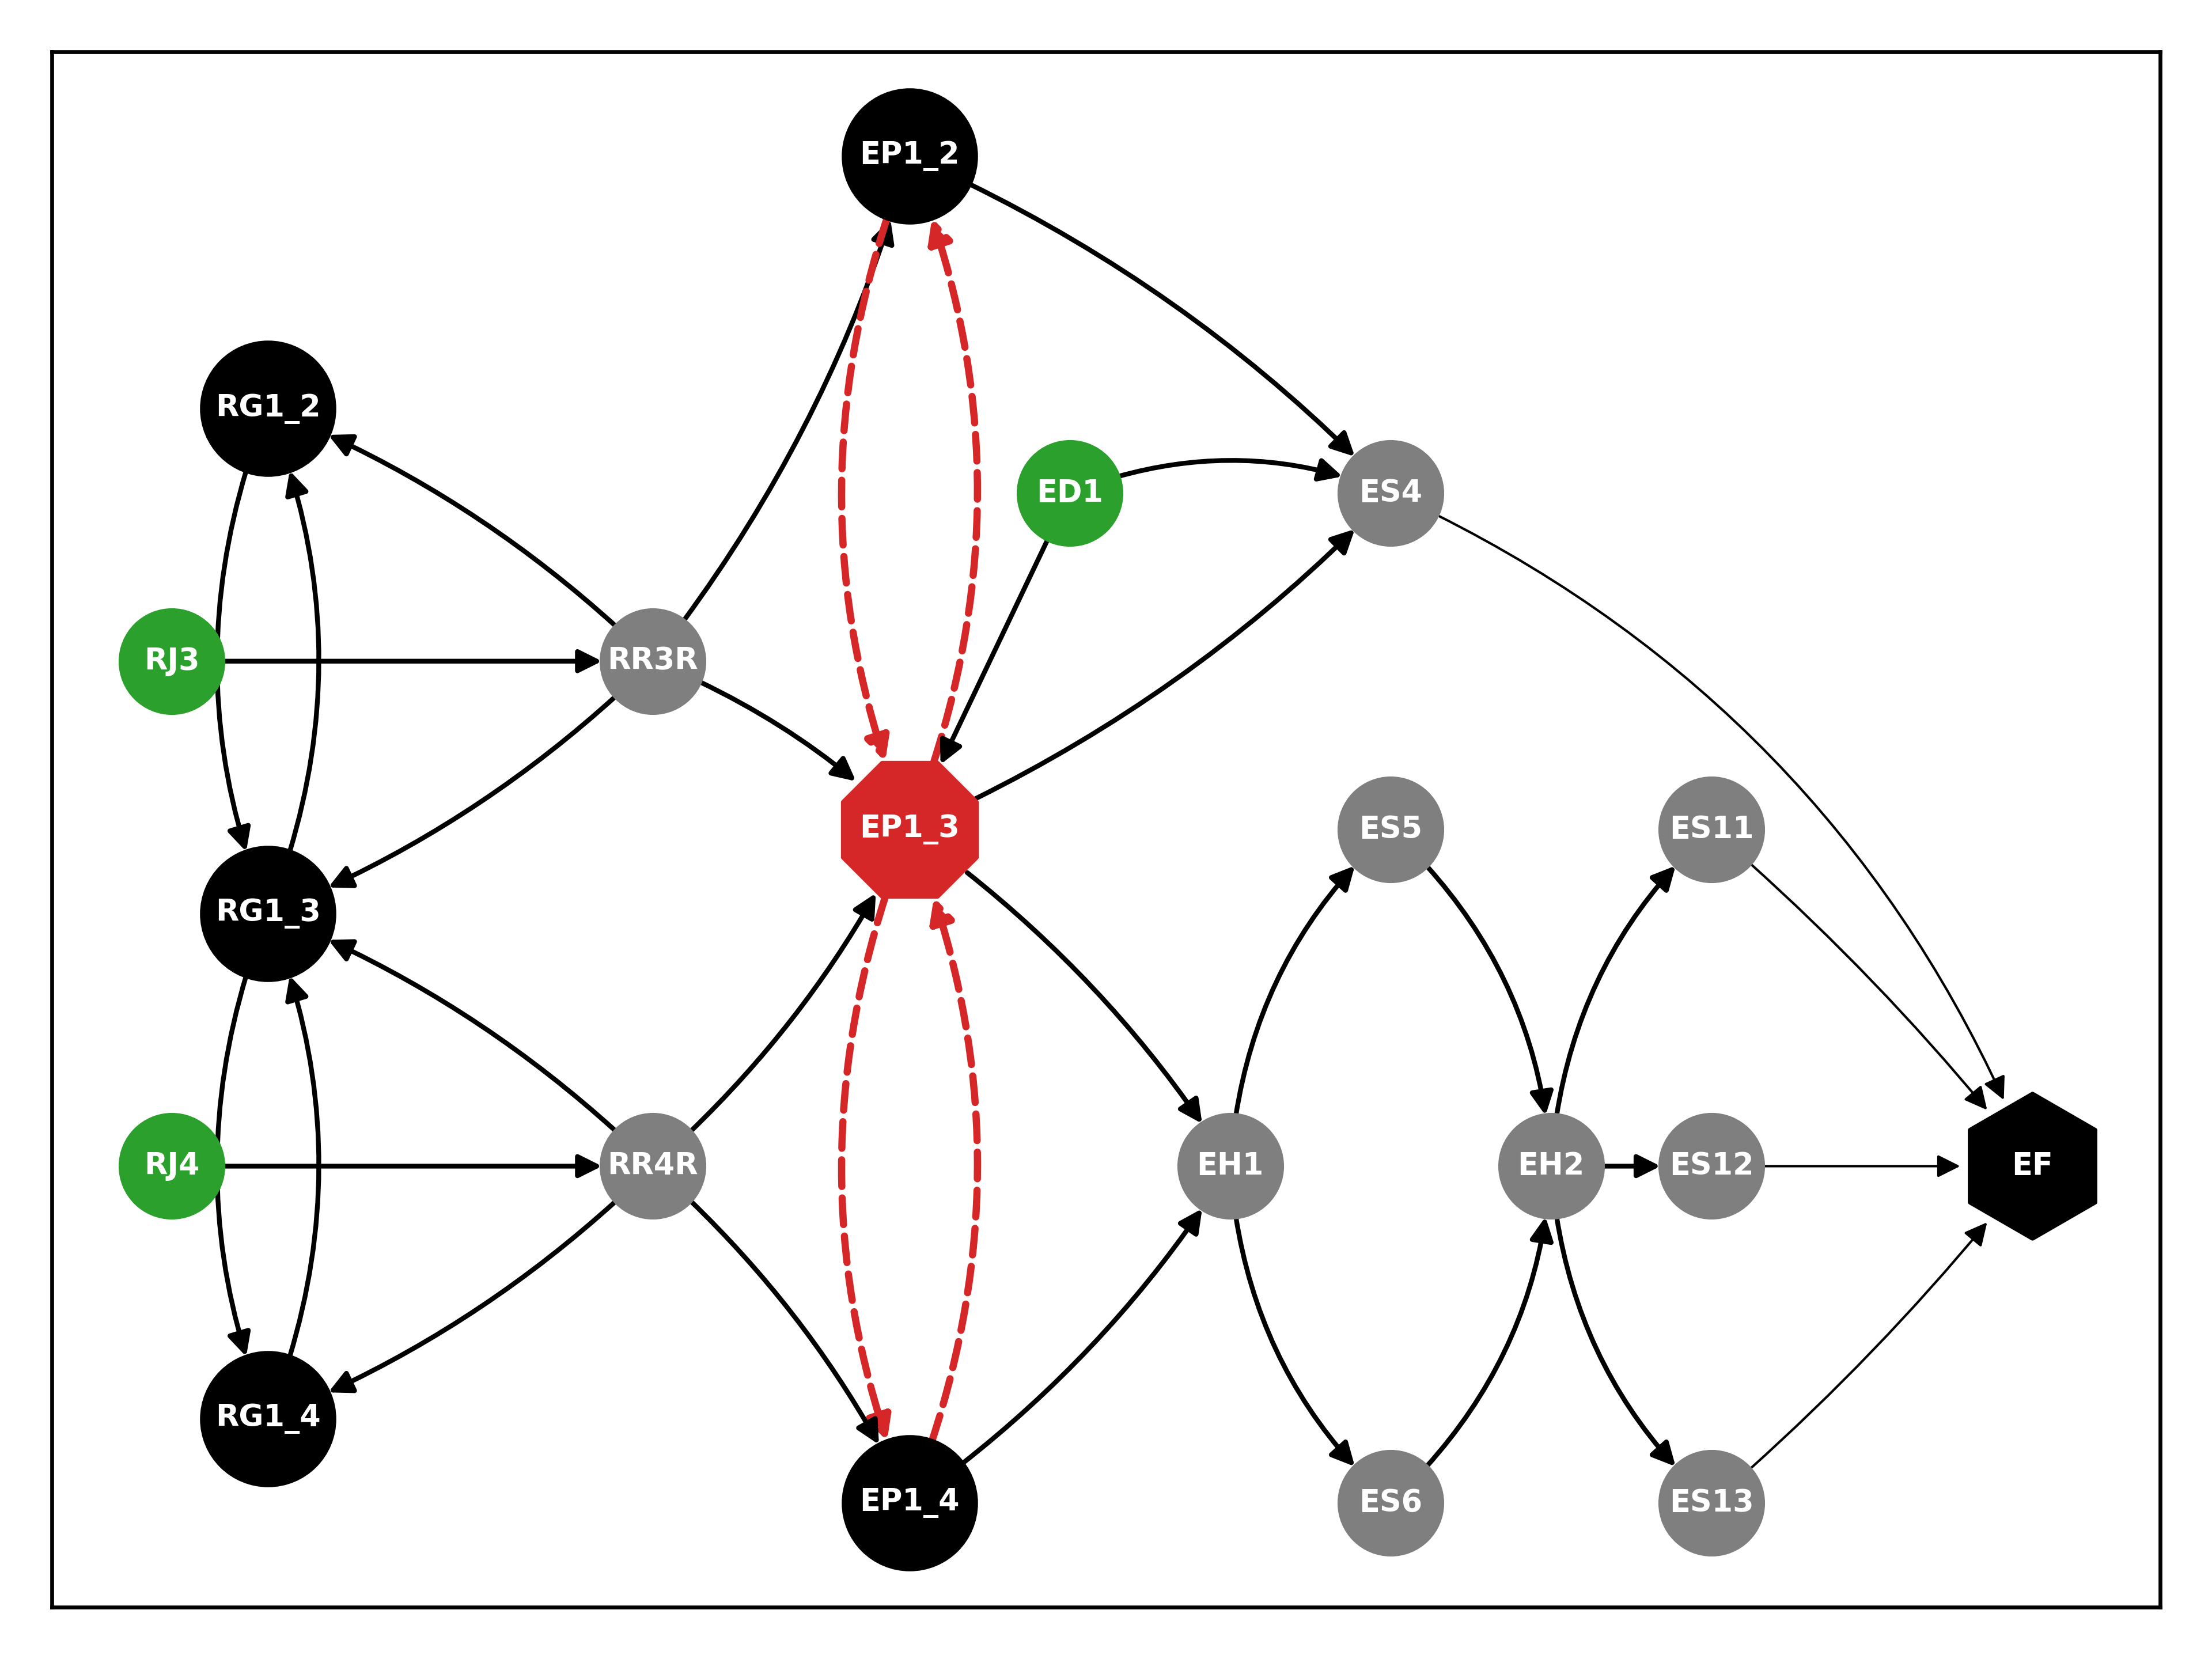 EP1_2
RG1_2
ED1
ES4
RJ3
RR3R
EP1_3
ES5
ES11
RG1_3
RJ4
RR4R
EH1
EH2
ES12
EF
RG1_4
EP1_4
ES6
ES13